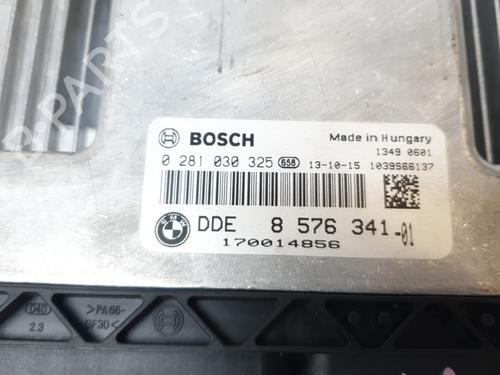 BOSCH
Made in Hungary
1349 0601
0 281 030 325 658 13-10-15 1039S66137
DDE 8 576 341-01
170014856
040 >PA66-
2.3 GF30<